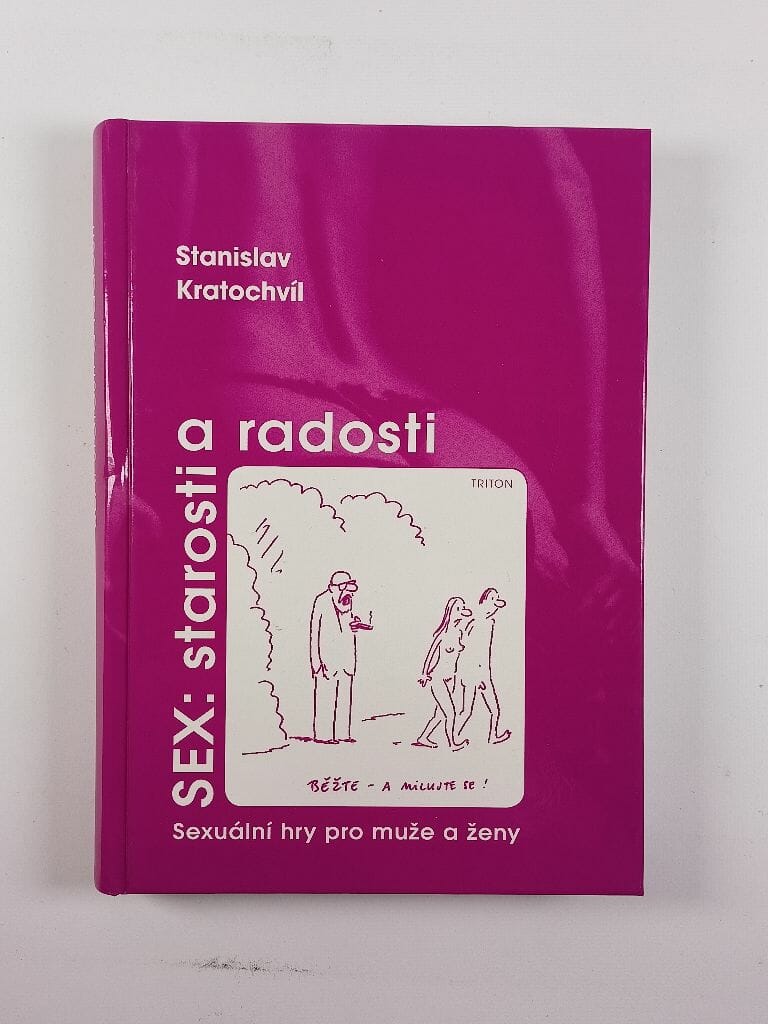 Stanislav
Kratochvíl
SEX: starosti
a radosti
TRITON
BĚŽTE - A MILUJTE SE!
Sexuální hry pro muže a ženy